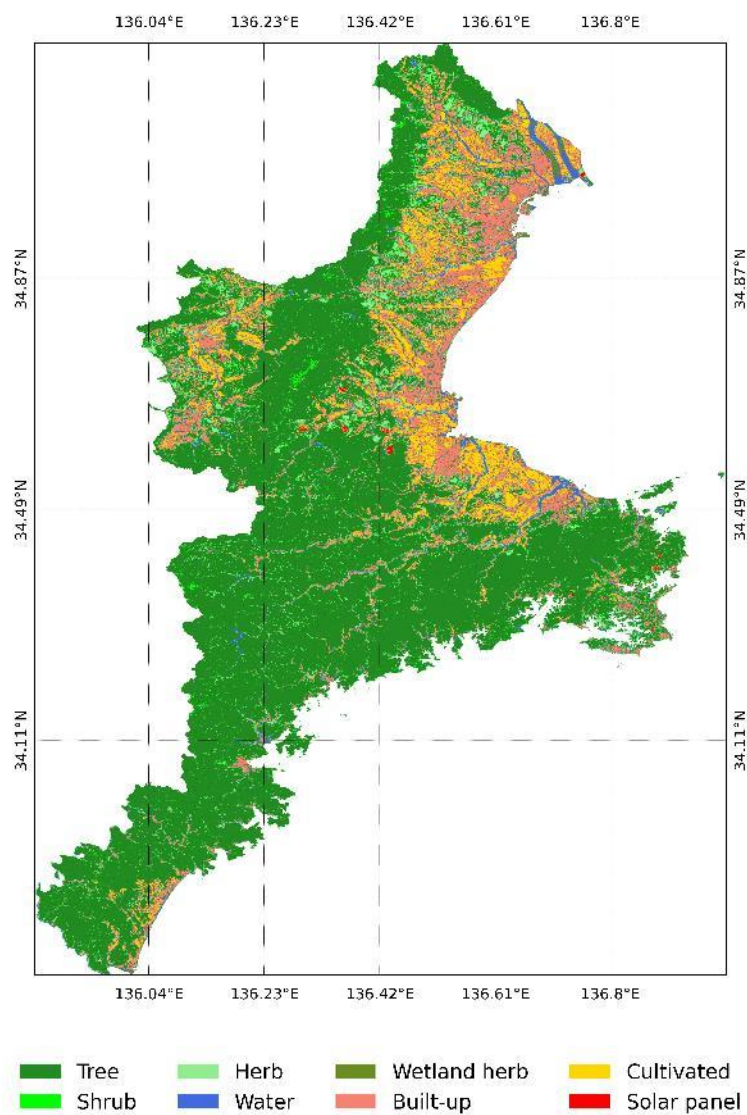 136.04°E 136.23°E 136.42°E 136.61°E 136.8°E
34.87°N 34.87°N
34.49°N 34.49°N
34.11°N 34.11°N
136.04°E 136.23°E 136.42°E 136.61°E 136.8°E
Tree Herb Wetland herb Cultivated
Shrub Water Built-up Solar panel